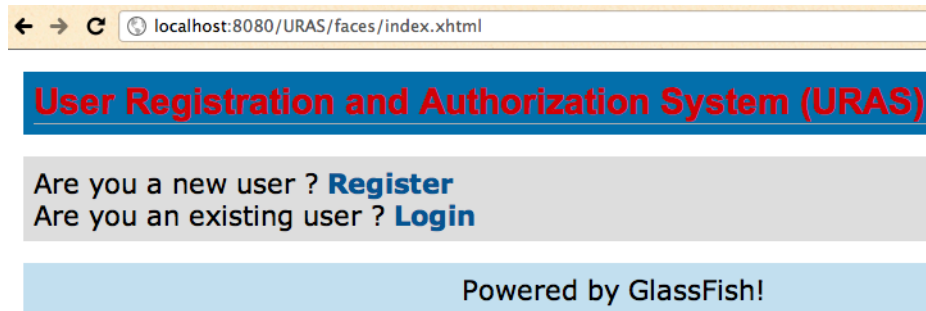 localhost:8080/URAS/faces/index.xhtml
User Registration and Authorization System (URAS)
Are you a new user ? Register
Are you an existing user ? Login
Powered by GlassFish!